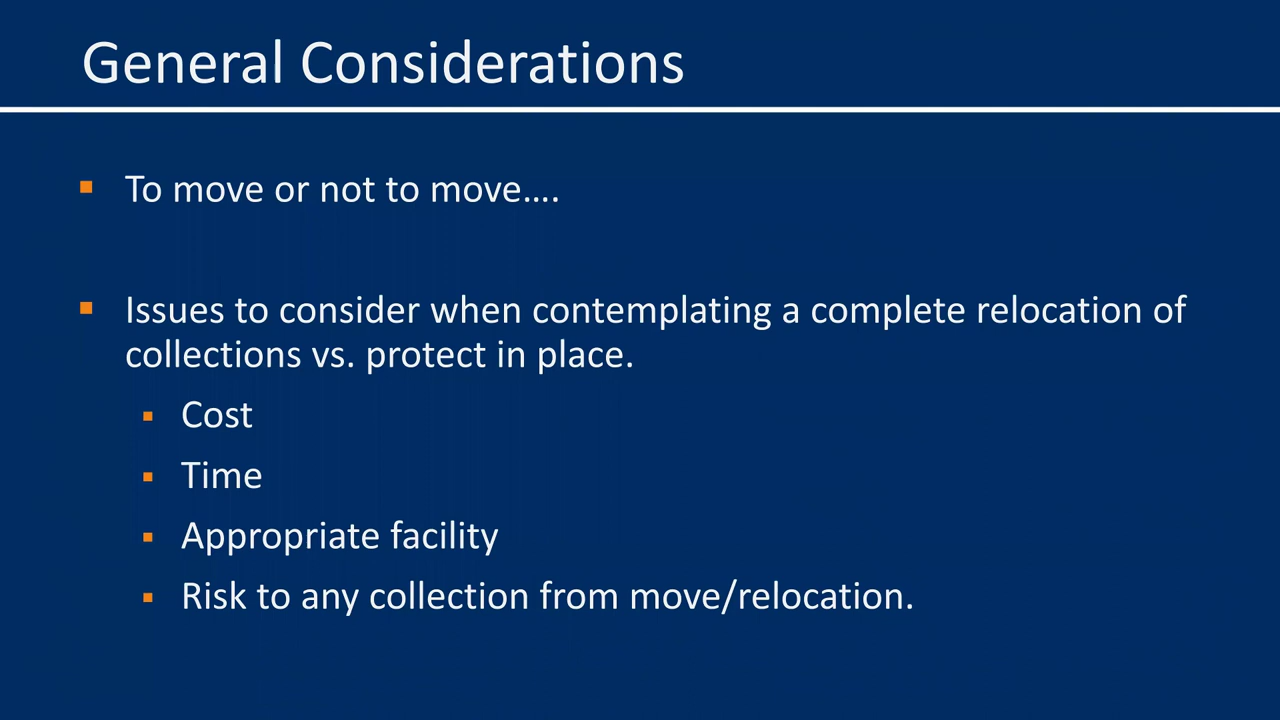 General Considerations
To move or not to move....
Issues to consider when contemplating a complete relocation of
collections vs. protect in place.
Cost
Time
Appropriate facility
Risk to any collection from move/relocation.